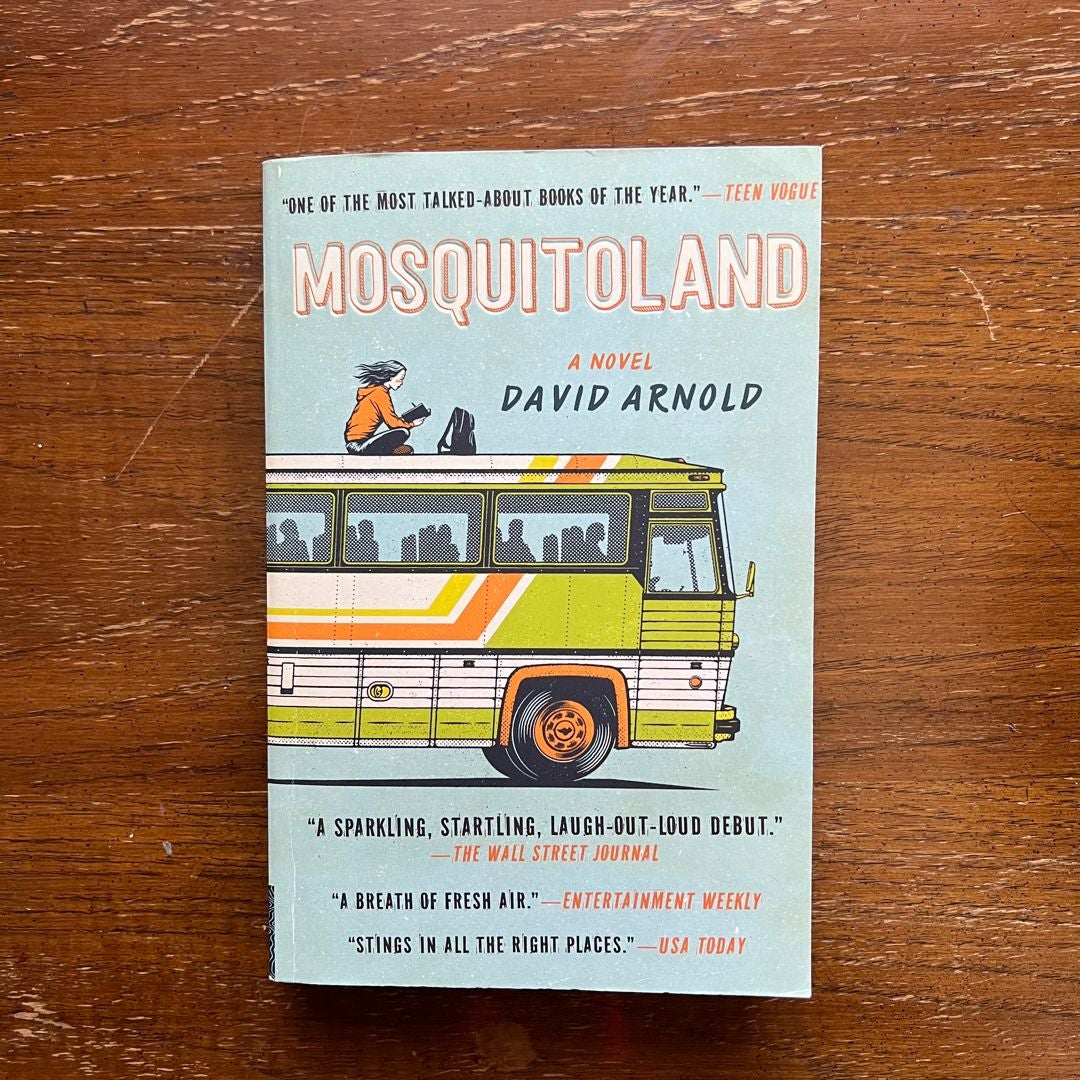 “ONE OF THE MOST TALKED-ABOUT BOOKS OF THE YEAR.”—TEEN VOGUE
MOSQUITOLAND
A NOVEL
DAVID ARNOLD
“A SPARKLING, STARTLING, LAUGH-OUT-LOUD DEBUT.”
—THE WALL STREET JOURNAL
“A BREATH OF FRESH AIR.”—ENTERTAINMENT WEEKLY
“STINGS IN ALL THE RIGHT PLACES.”—USA TODAY